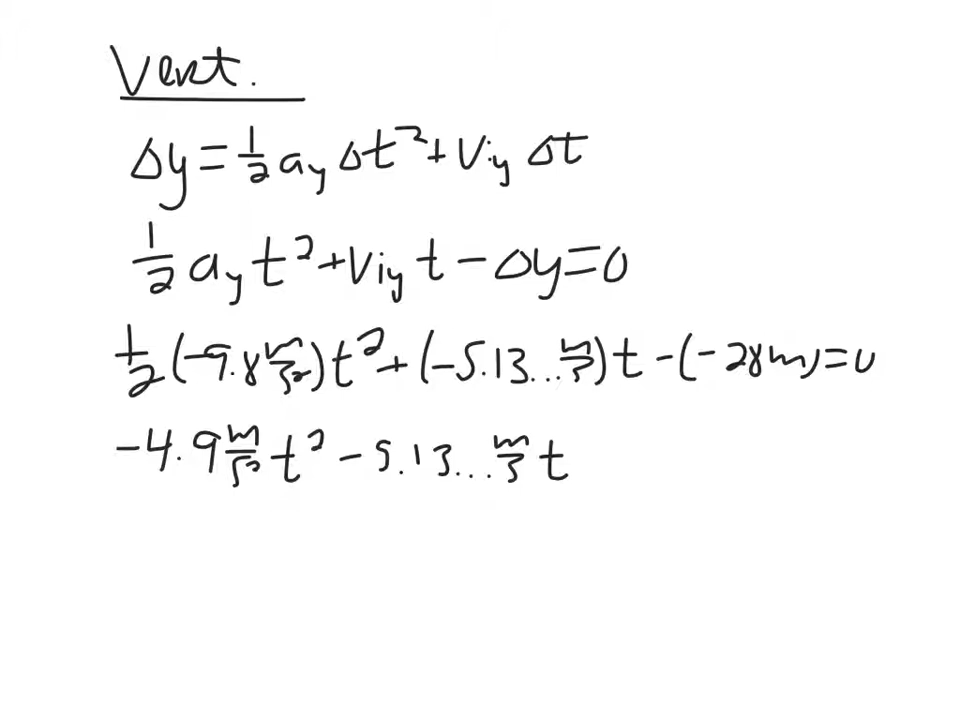 Vert.
Δy = 1/2 a_y Δt² + v_iy Δt
1/2 a_y t² + v_iy t - Δy = 0
1/2 (-9.8 m/s²) t² + (-5.13... m/s) t - (-28m) = 0
-4.9 m/s² t² - 5.13... m/s t